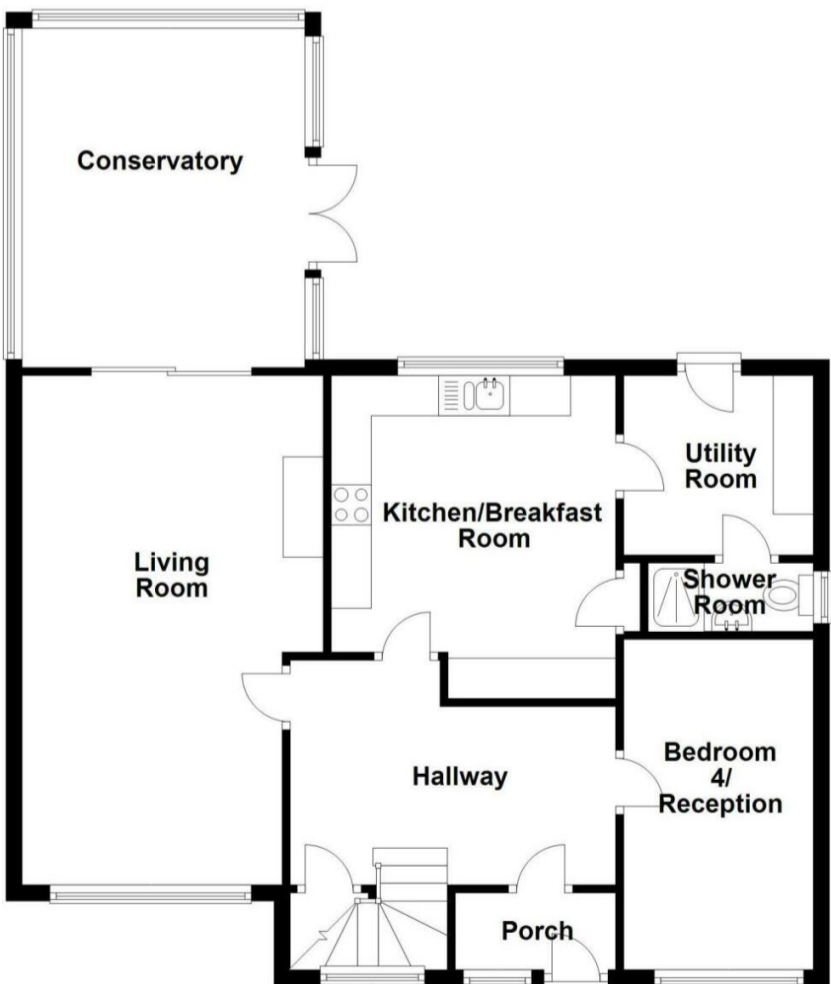 Conservatory
Utility
Room
Kitchen/Breakfast
Room
Living
Room
Shower
Room
Hallway
Bedroom
4/
Reception
Porch